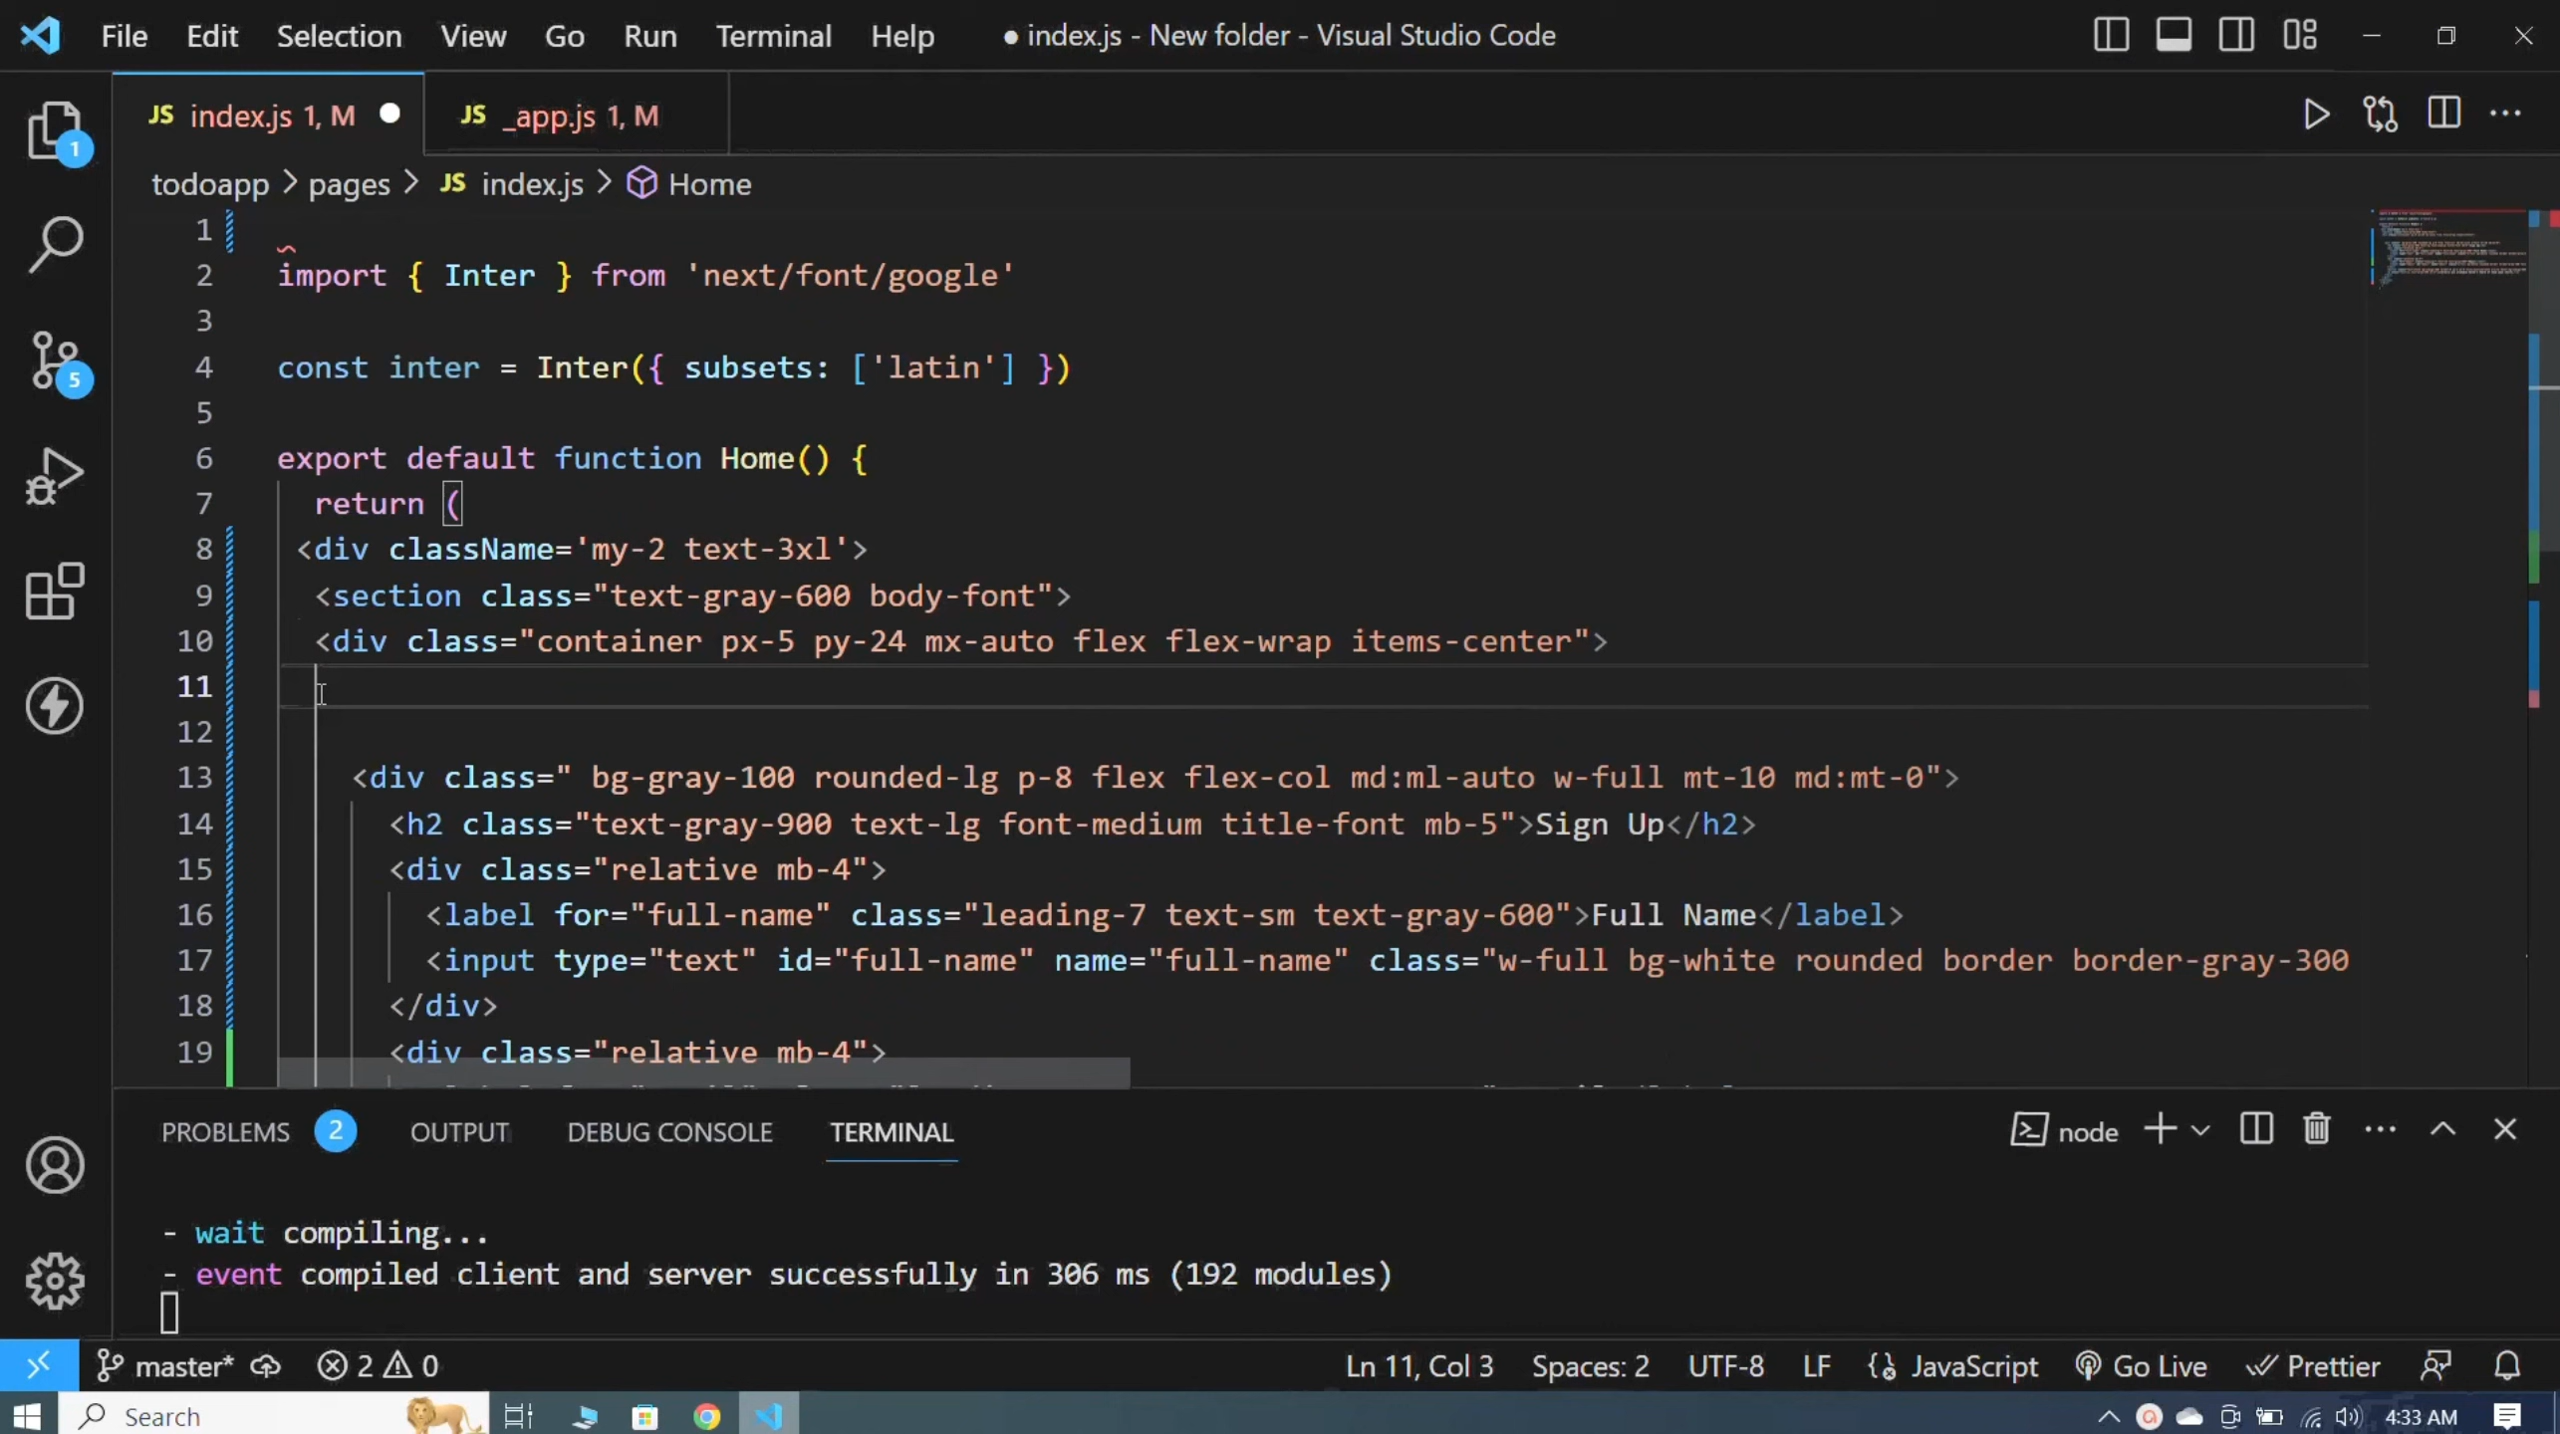 File Edit Selection View Go Run Terminal Help ● index.js - New folder - Visual Studio Code
JS index.js 1, M JS _app.js 1, M
todoapp > pages > JS index.js > Home
1
2 import { Inter } from 'next/font/google'
3
4 const inter = Inter({ subsets: ['latin'] })
5
6 export default function Home() {
7 return (
8 <div className='my-2 text-3xl'>
9 <section class="text-gray-600 body-font">
10 <div class="container px-5 py-24 mx-auto flex flex-wrap items-center">
11
12
13 <div class=" bg-gray-100 rounded-lg p-8 flex flex-col md:ml-auto w-full mt-10 md:mt-0">
14 <h2 class="text-gray-900 text-lg font-medium title-font mb-5">Sign Up</h2>
15 <div class="relative mb-4">
16 <label for="full-name" class="leading-7 text-sm text-gray-600">Full Name</label>
17 <input type="text" id="full-name" name="full-name" class="w-full bg-white rounded border border-gray-300
18 </div>
19 <div class="relative mb-4">
1
5
PROBLEMS 2 OUTPUT DEBUG CONSOLE TERMINAL node
- wait compiling...
- event compiled client and server successfully in 306 ms (192 modules)
master* 2 0 Ln 11, Col 3 Spaces: 2 UTF-8 LF {} JavaScript Go Live Prettier
Search 4:33 AM